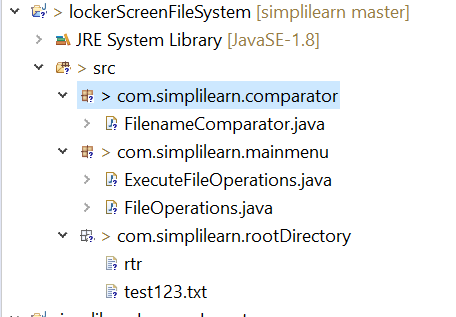 > lockerScreenFileSystem [simplilearn master]
JRE System Library [JavaSE-1.8]
> src
> com.simplilearn.comparator
> FilenameComparator.java
> com.simplilearn.mainmenu
ExecuteFileOperations.java
FileOperations.java
> com.simplilearn.rootDirectory
rtr
test123.txt